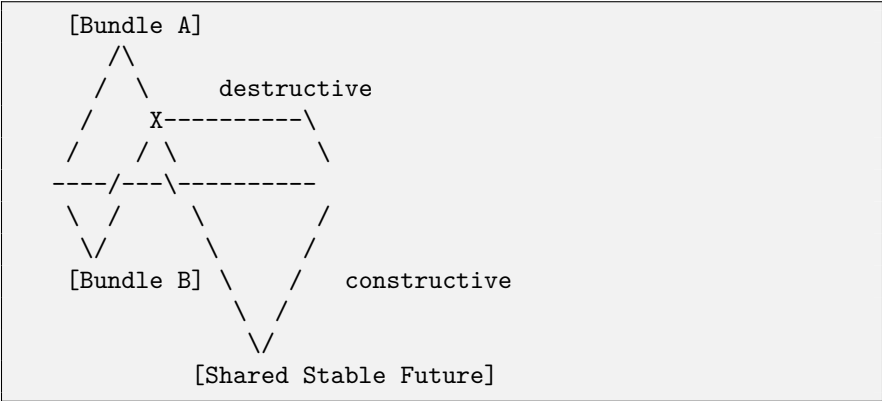 [Bundle A]
/\
/ \ destructive
/ X----------\
/ / \ \
----/---\----------
\ / \ /
\/ \ /
[Bundle B] \ / constructive
\ /
\/
[Shared Stable Future]